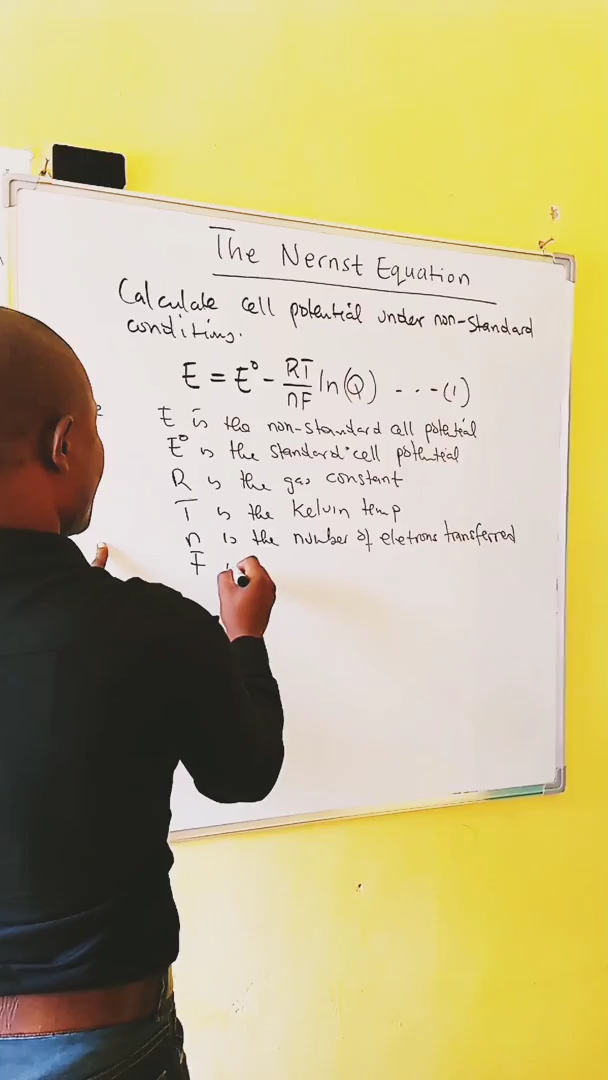 The Nernst Equation
Calculate cell potential under non-standard
conditions.
E = E° - RT/nF ln(Q) ----(1)
E is the non-standard cell potential
E° is the standard cell potential
R is the gas constant
T is the kelvin temp
n is the number of eletrons transferred
F